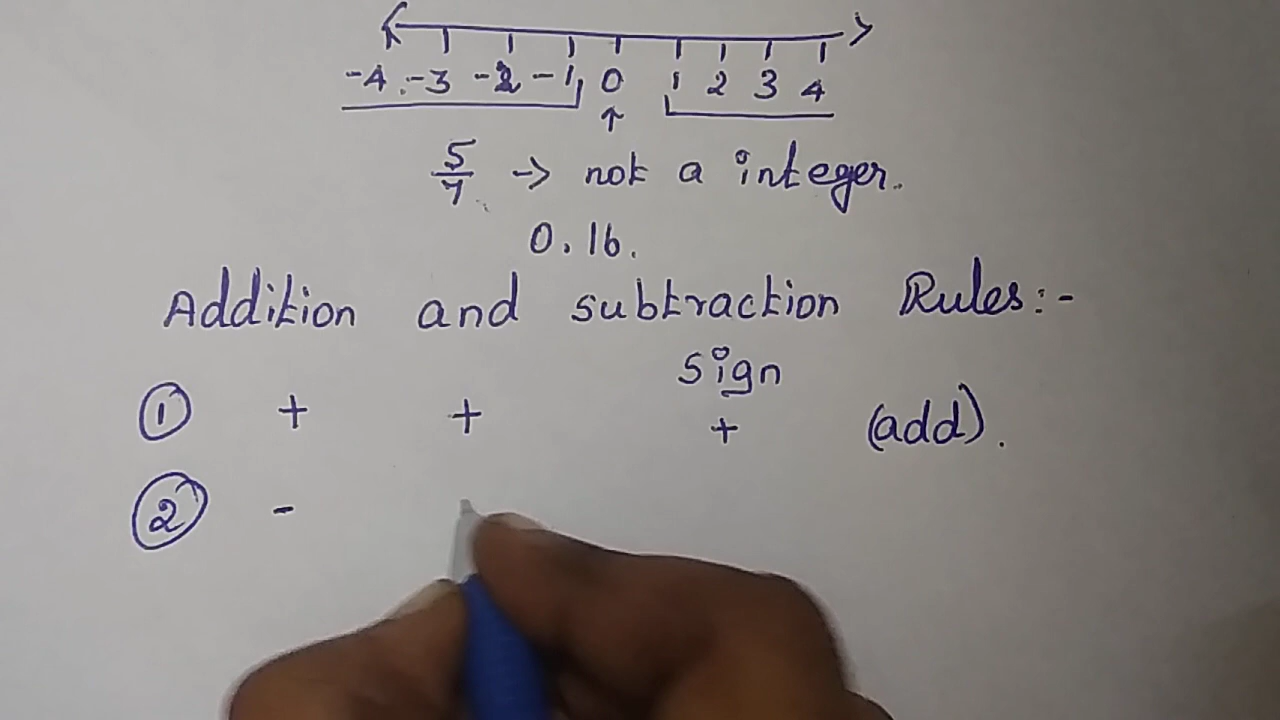 -4 -3 -2 -1 0 1 2 3 4
↑
5/7 -> not a integer.
0.16.
Addition and subtraction Rules:-
sign
① + + + (add).
② -